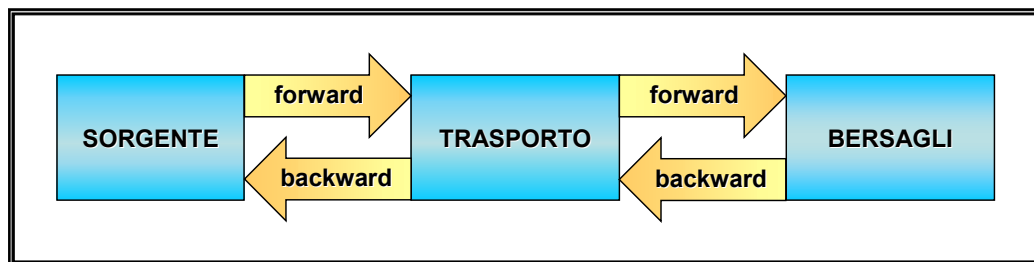 forward
forward
SORGENTE
TRASPORTO
BERSAGLI
backward
backward